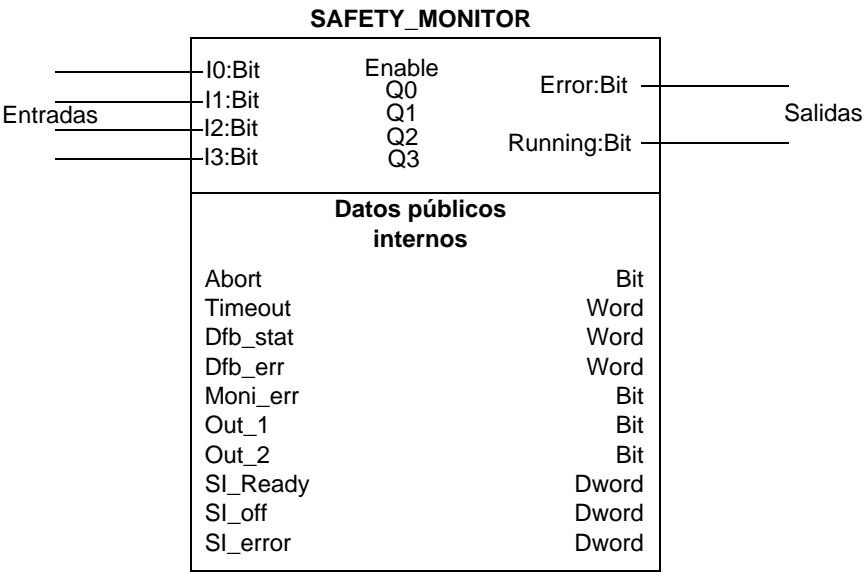 SAFETY_MONITOR
I0:Bit Enable
Q0 Error:Bit
Entradas I1:Bit Q1 Salidas
I2:Bit Q2 Running:Bit
I3:Bit Q3
Datos públicos
internos
Abort Bit
Timeout Word
Dfb_stat Word
Dfb_err Word
Moni_err Bit
Out_1 Bit
Out_2 Bit
SI_Ready Dword
SI_off Dword
SI_error Dword